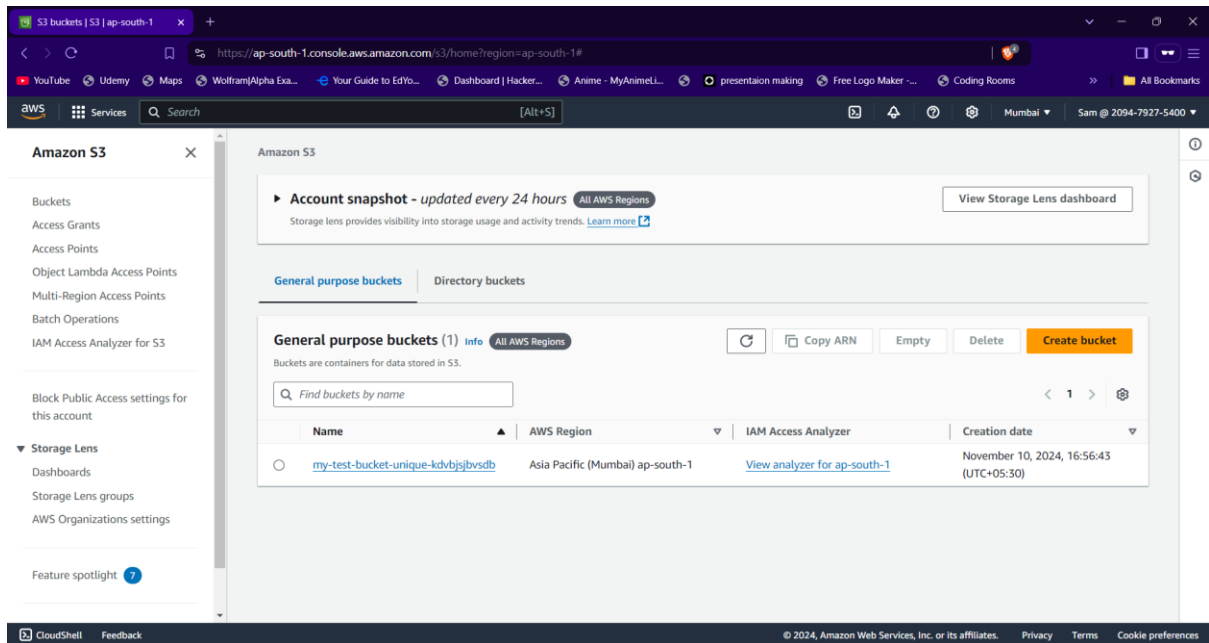 S3 buckets | S3 | ap-south-1
https://ap-south-1.console.aws.amazon.com/s3/home?region=ap-south-1#
YouTube Udemy Maps Wolfram|Alpha Exa... Your Guide to EdYo... Dashboard | Hacker... Anime - MyAnimeLi... presentaion making Free Logo Maker -... Coding Rooms » All Bookmarks
aws Services Search [Alt+S] Mumbai Sam @ 2094-7927-5400
Amazon S3
Buckets
Access Grants
Access Points
Object Lambda Access Points
Multi-Region Access Points
Batch Operations
IAM Access Analyzer for S3
Block Public Access settings for
this account
Storage Lens
Dashboards
Storage Lens groups
AWS Organizations settings
Feature spotlight 7
Amazon S3
Account snapshot - updated every 24 hours All AWS Regions
Storage lens provides visibility into storage usage and activity trends. Learn more
View Storage Lens dashboard
General purpose buckets Directory buckets
General purpose buckets (1) Info All AWS Regions
Copy ARN Empty Delete Create bucket
Buckets are containers for data stored in S3.
Find buckets by name
1
Name AWS Region IAM Access Analyzer Creation date
my-test-bucket-unique-kdvbjsjbvsdb Asia Pacific (Mumbai) ap-south-1 View analyzer for ap-south-1 November 10, 2024, 16:56:43
(UTC+05:30)
CloudShell Feedback © 2024, Amazon Web Services, Inc. or its affiliates. Privacy Terms Cookie preferences